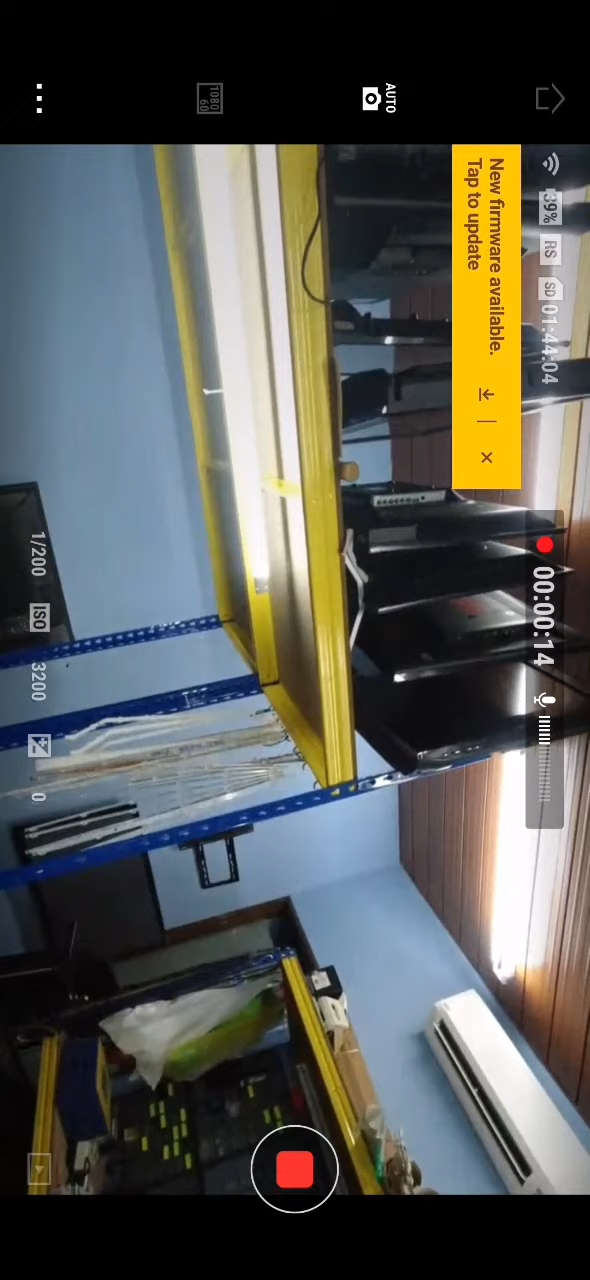 39%
RS
SD 01:44:04
00:00:14
New firmware available.
Tap to update
AUTO
1080
60
1/200
ISO
3200
0